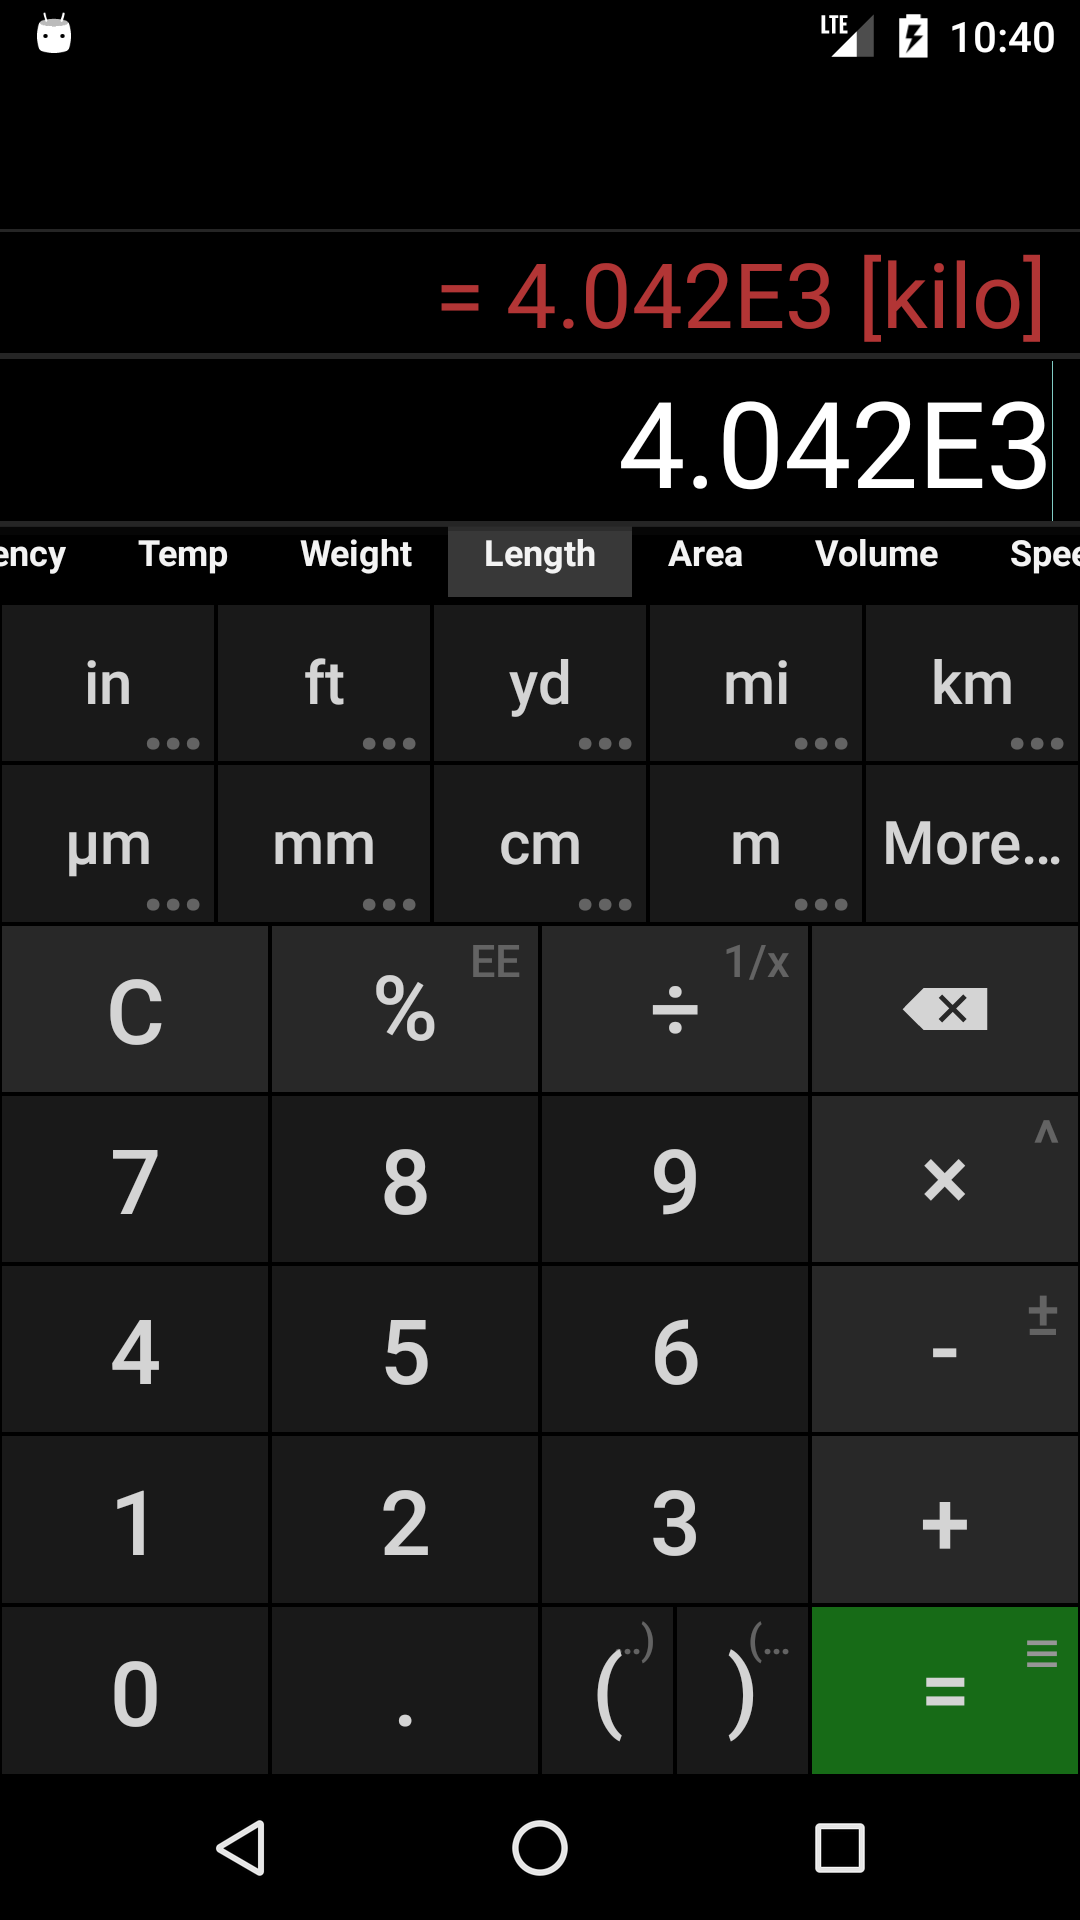 LTE 10:40
= 4.042E3 [kilo]
4.042E3
ency Temp Weight Length Area Volume Spee
in ft yd mi km
µm mm cm m More...
C % EE ÷ 1/x
7 8 9 × ^
4 5 6 - ±
1 2 3 +
0 . ( ..) ) (... =